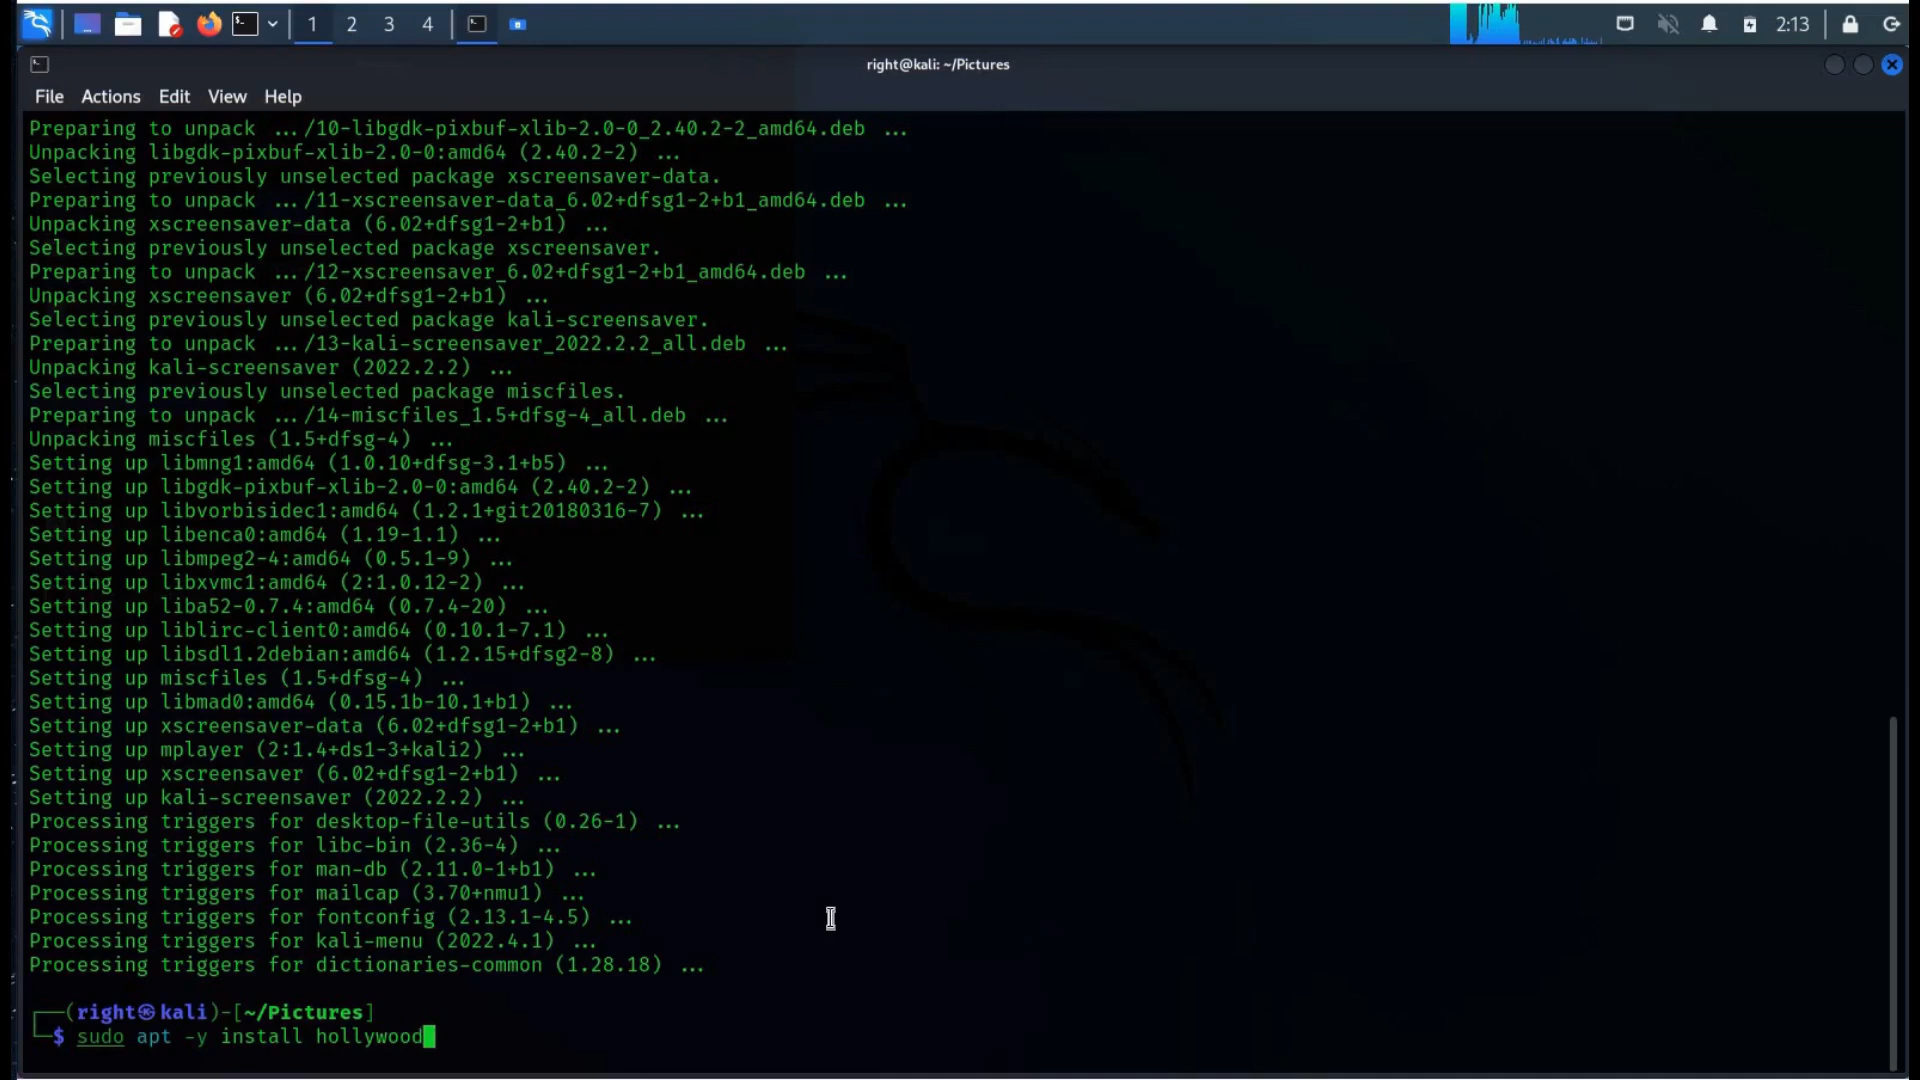 1 2 3 4
2:13
right@kali: ~/Pictures
File Actions Edit View Help
Preparing to unpack .../10-libgdk-pixbuf-xlib-2.0-0_2.40.2-2_amd64.deb ...
Unpacking libgdk-pixbuf-xlib-2.0-0:amd64 (2.40.2-2) ...
Selecting previously unselected package xscreensaver-data.
Preparing to unpack .../11-xscreensaver-data_6.02+dfsg1-2+b1_amd64.deb ...
Unpacking xscreensaver-data (6.02+dfsg1-2+b1) ...
Selecting previously unselected package xscreensaver.
Preparing to unpack .../12-xscreensaver_6.02+dfsg1-2+b1_amd64.deb ...
Unpacking xscreensaver (6.02+dfsg1-2+b1) ...
Selecting previously unselected package kali-screensaver.
Preparing to unpack .../13-kali-screensaver_2022.2.2_all.deb ...
Unpacking kali-screensaver (2022.2.2) ...
Selecting previously unselected package miscfiles.
Preparing to unpack .../14-miscfiles_1.5+dfsg-4_all.deb ...
Unpacking miscfiles (1.5+dfsg-4) ...
Setting up libmng1:amd64 (1.0.10+dfsg-3.1+b5) ...
Setting up libgdk-pixbuf-xlib-2.0-0:amd64 (2.40.2-2) ...
Setting up libvorbisidec1:amd64 (1.2.1+git20180316-7) ...
Setting up libenca0:amd64 (1.19-1.1) ...
Setting up libmpeg2-4:amd64 (0.5.1-9) ...
Setting up libxvmc1:amd64 (2:1.0.12-2) ...
Setting up liba52-0.7.4:amd64 (0.7.4-20) ...
Setting up liblirc-client0:amd64 (0.10.1-7.1) ...
Setting up libsdl1.2debian:amd64 (1.2.15+dfsg2-8) ...
Setting up miscfiles (1.5+dfsg-4) ...
Setting up libmad0:amd64 (0.15.1b-10.1+b1) ...
Setting up xscreensaver-data (6.02+dfsg1-2+b1) ...
Setting up mplayer (2:1.4+ds1-3+kali2) ...
Setting up xscreensaver (6.02+dfsg1-2+b1) ...
Setting up kali-screensaver (2022.2.2) ...
Processing triggers for desktop-file-utils (0.26-1) ...
Processing triggers for libc-bin (2.36-4) ...
Processing triggers for man-db (2.11.0-1+b1) ...
Processing triggers for mailcap (3.70+nmu1) ...
Processing triggers for fontconfig (2.13.1-4.5) ...
Processing triggers for kali-menu (2022.4.1) ...
Processing triggers for dictionaries-common (1.28.18) ...
┌──(right㉿kali)-[~/Pictures]
└─$ sudo apt -y install hollywood